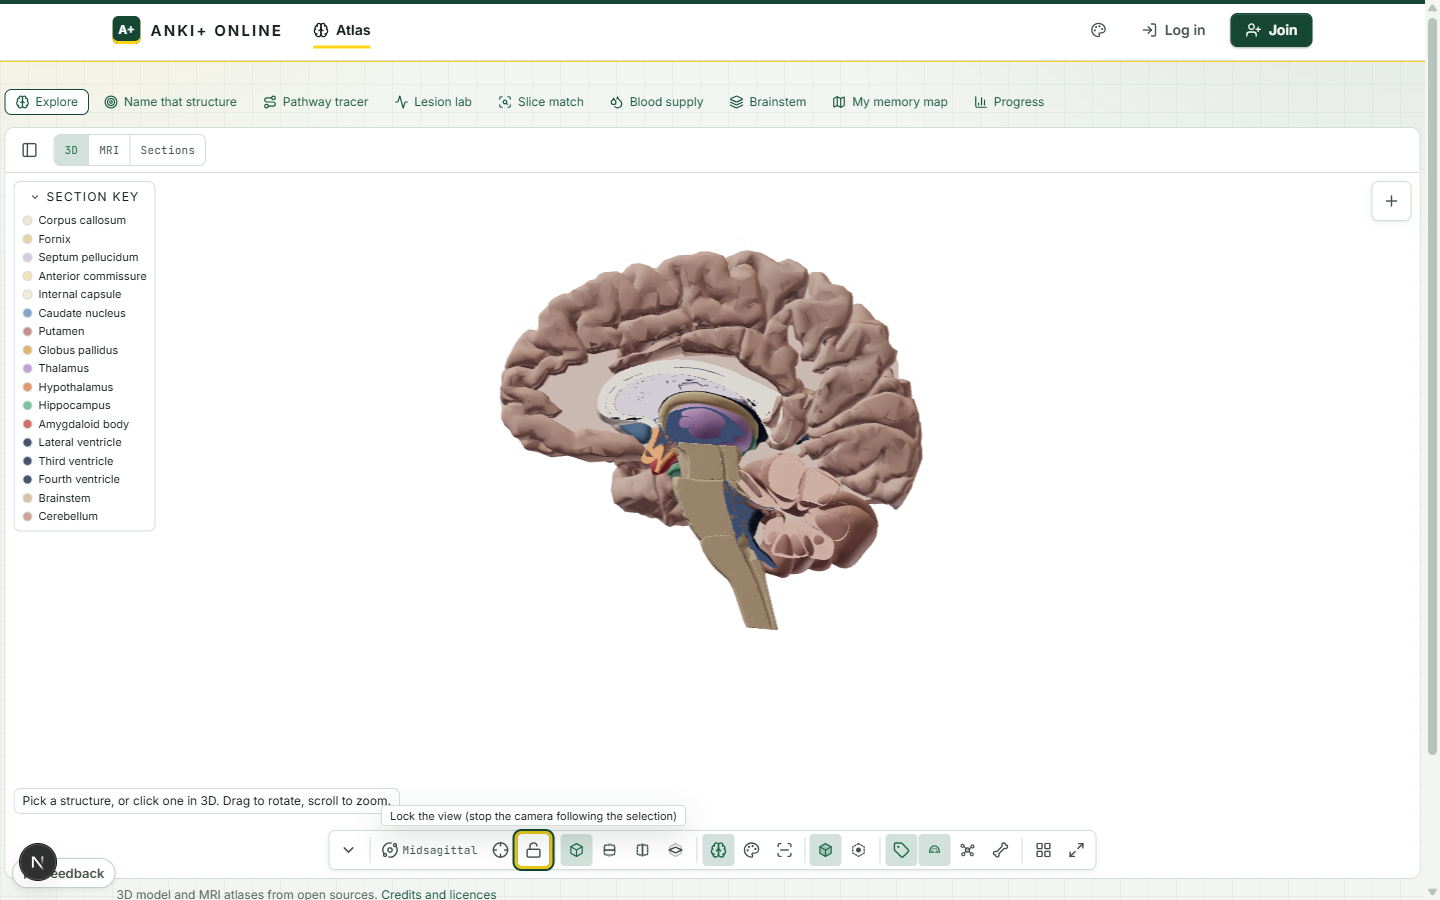 A+ ANKI+ ONLINE
Atlas
Log in
Join
Explore
Name that structure
Pathway tracer
Lesion lab
Slice match
Blood supply
Brainstem
My memory map
Progress
3D
MRI
Sections
SECTION KEY
Corpus callosum
Fornix
Septum pellucidum
Anterior commissure
Internal capsule
Caudate nucleus
Putamen
Globus pallidus
Thalamus
Hypothalamus
Hippocampus
Amygdaloid body
Lateral ventricle
Third ventricle
Fourth ventricle
Brainstem
Cerebellum
Pick a structure, or click one in 3D. Drag to rotate, scroll to zoom.
Lock the view (stop the camera following the selection)
Midsagittal
N
eedback
3D model and MRI atlases from open sources. Credits and licences